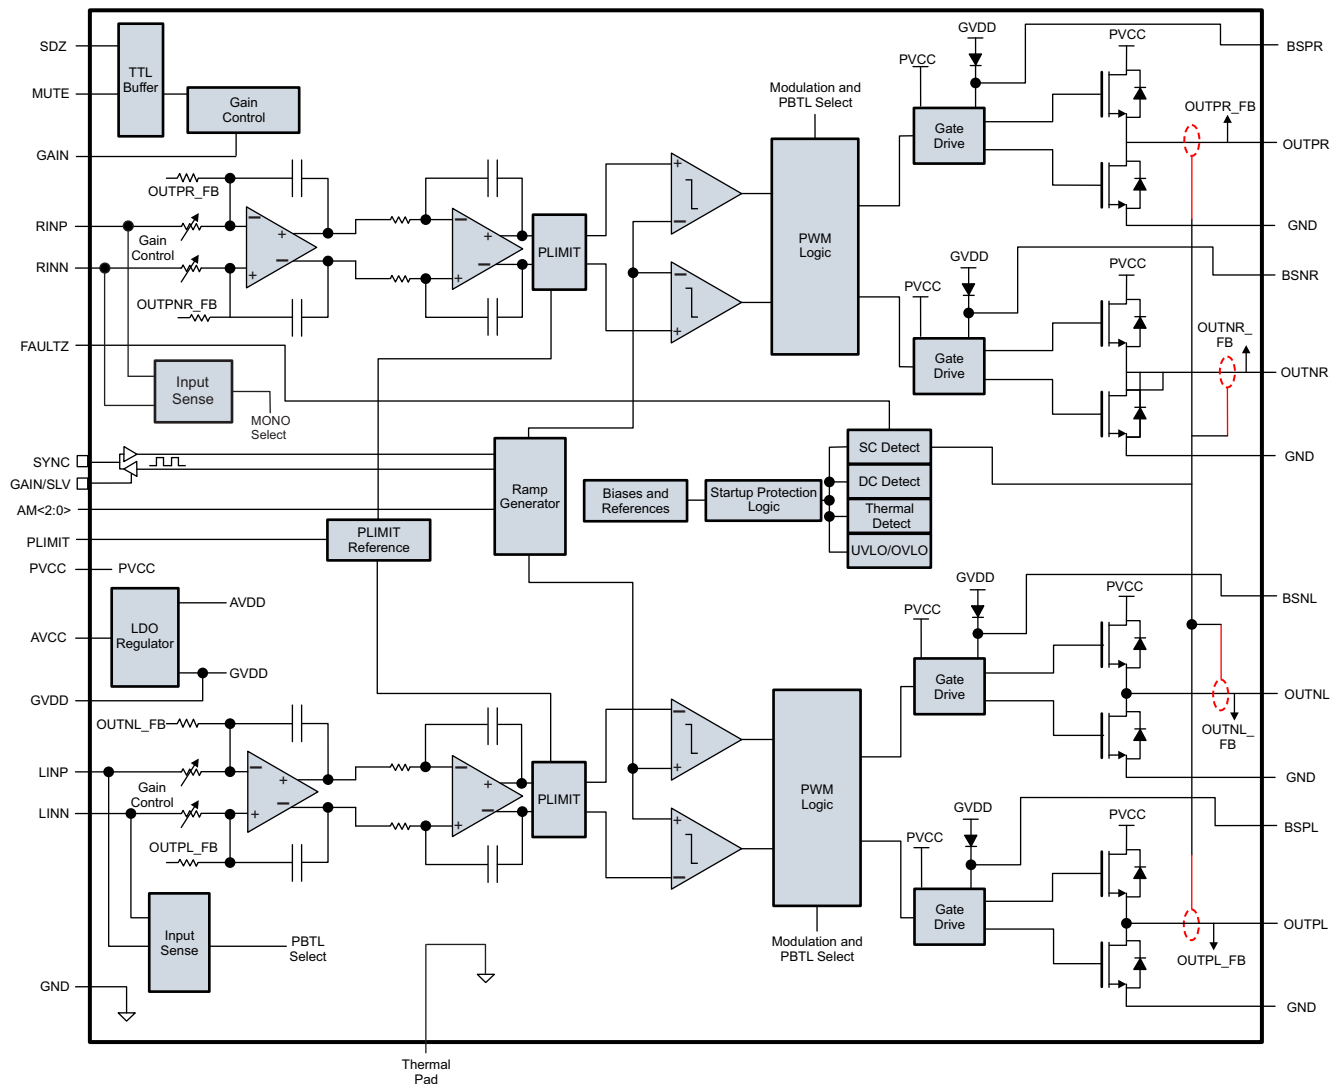 SDZ
MUTE
GAIN
TTL
Buffer
Gain
Control
OUTPR_FB
RINP
Gain
Control
RINN
OUTPNR_FB
FAULTZ
Input
Sense
MONO
Select
PLIMIT
Modulation and
PBTL Select
PWM
Logic
GVDD
PVCC
Gate
Drive
PVCC
BSPR
OUTPR_FB
OUTPR
GND
GVDD
PVCC
Gate
Drive
PVCC
BSNR
OUTNR_
FB
OUTNR
GND
SYNC
GAIN/SLV
AM<2:0>
PLIMIT
PLIMIT
Reference
Ramp
Generator
Biases and
References
Startup Protection
Logic
SC Detect
DC Detect
Thermal
Detect
UVLO/OVLO
PVCC
PVCC
AVCC
LDO
Regulator
AVDD
GVDD
GVDD
OUTNL_FB
LINP
Gain
Control
LINN
OUTPL_FB
Input
Sense
PBTL
Select
GND
Thermal
Pad
PLIMIT
PWM
Logic
Modulation and
PBTL Select
GVDD
PVCC
Gate
Drive
PVCC
BSNL
OUTNL
OUTNL_
FB
GND
GVDD
PVCC
Gate
Drive
PVCC
BSPL
OUTPL
OUTPL_FB
GND